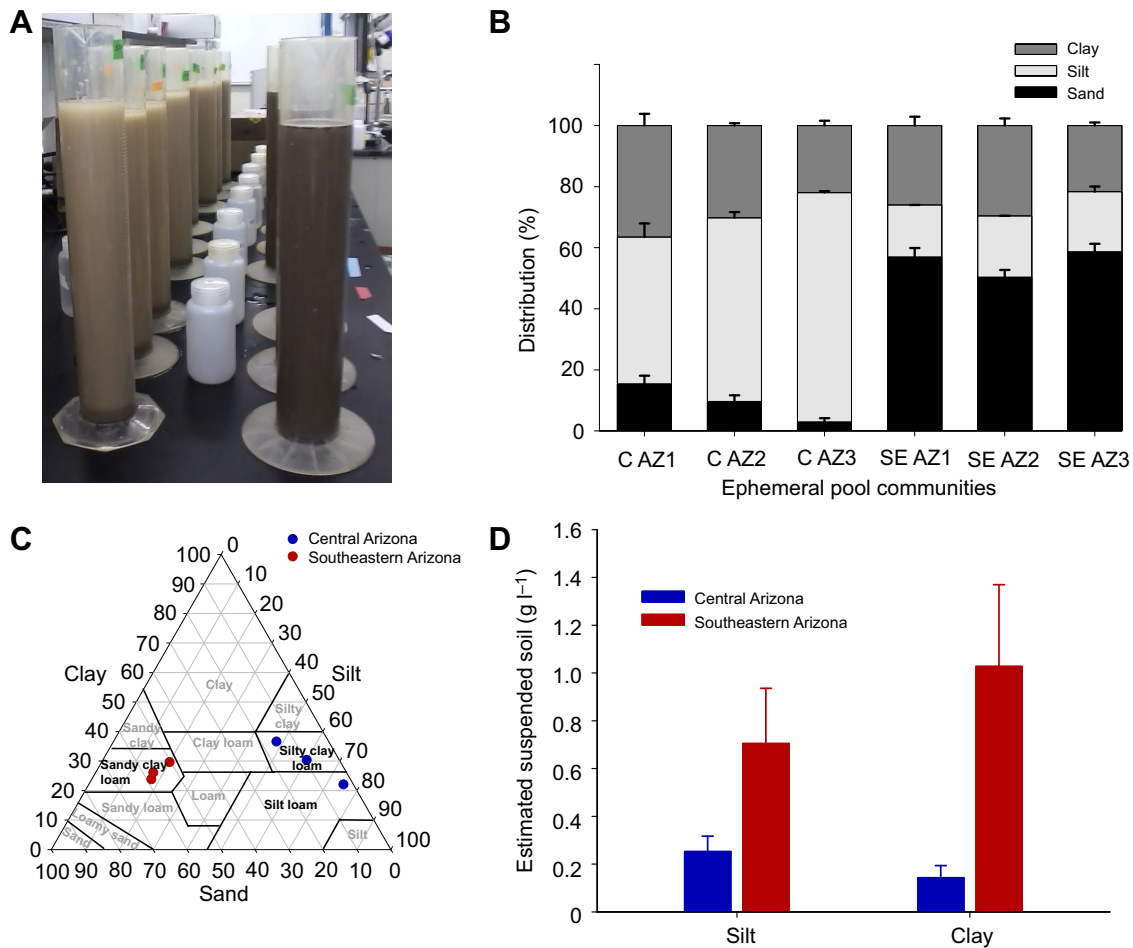 A
B
Clay
Silt
Sand
100
80
60
40
20
0
Distribution (%)
C AZ1 C AZ2 C AZ3 SE AZ1 SE AZ2 SE AZ3
Ephemeral pool communities
C
Central Arizona
Southeastern Arizona
100 0
90 10
80 20
70 30
Clay 60 40 Silt
50 50
40 60
30 70
20 80
10 90
0 100
Clay
Silty
clay
Sandy
clay
Clay loam
Silty clay
loam
Sandy clay
loam
Loam
Silt loam
Sandy loam
Loamy sand
Sand
Silt
100 90 80 70 60 50 40 30 20 10 0
Sand
D
1.6
1.4
1.2
1.0
0.8
0.6
0.4
0.2
0
Estimated suspended soil (g l–1)
Central Arizona
Southeastern Arizona
Silt Clay